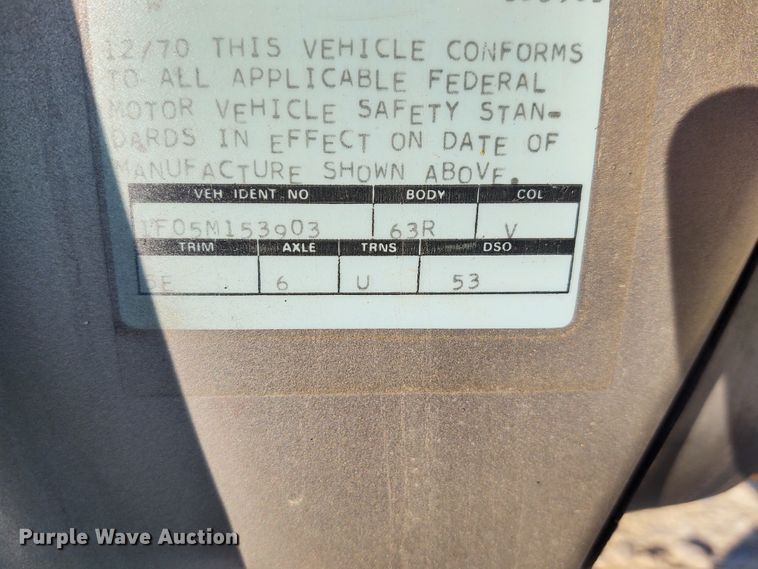 W
12/70 THIS VEHICLE CONFORMS
TO ALL APPLICABLE FEDERAL
MOTOR VEHICLE SAFETY STAN-
DARDS IN EFFECT ON DATE OF
MANUFACTURE SHOWN ABOVE.
VEH IDENT NO BODY COL
1F05M153903 63R V
TRIM AXLE TRNS DSO
5E 6 U 53
Purple Wave Auction